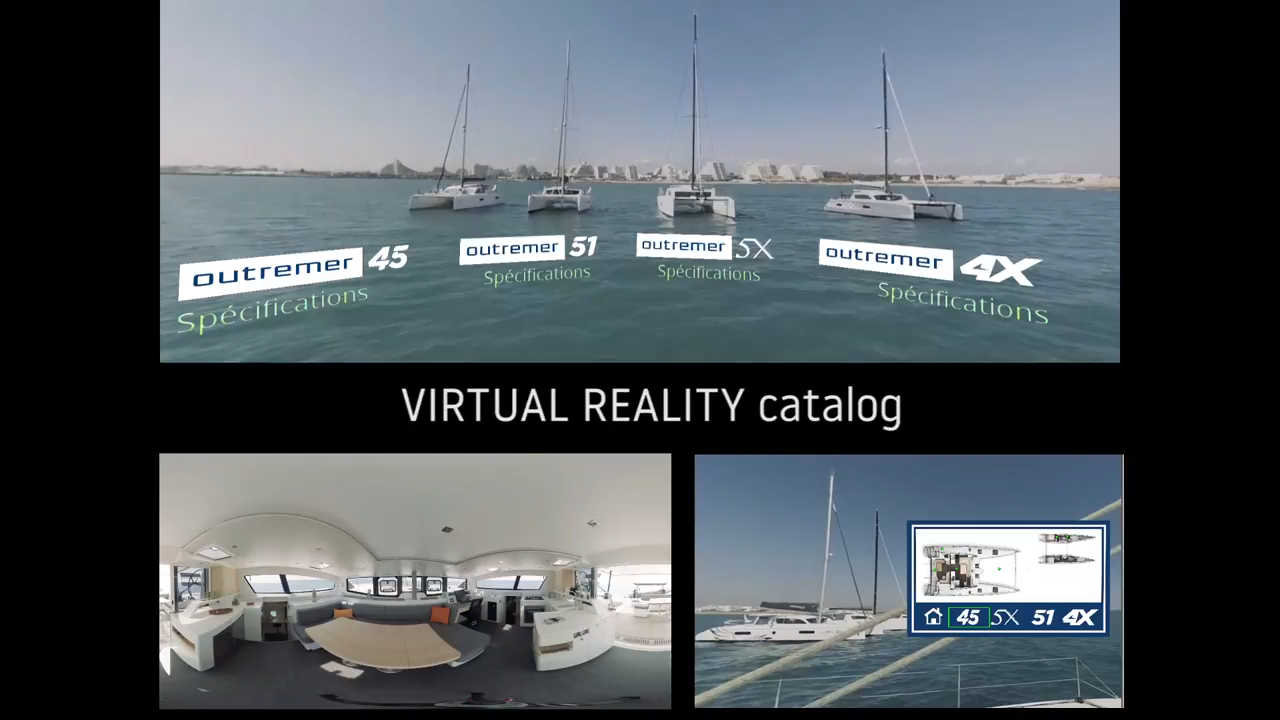 outremer 45
Spécifications
outremer 51
Spécifications
outremer 5X
Spécifications
outremer 4X
Spécifications
VIRTUAL REALITY catalog
45 5X 51 4X